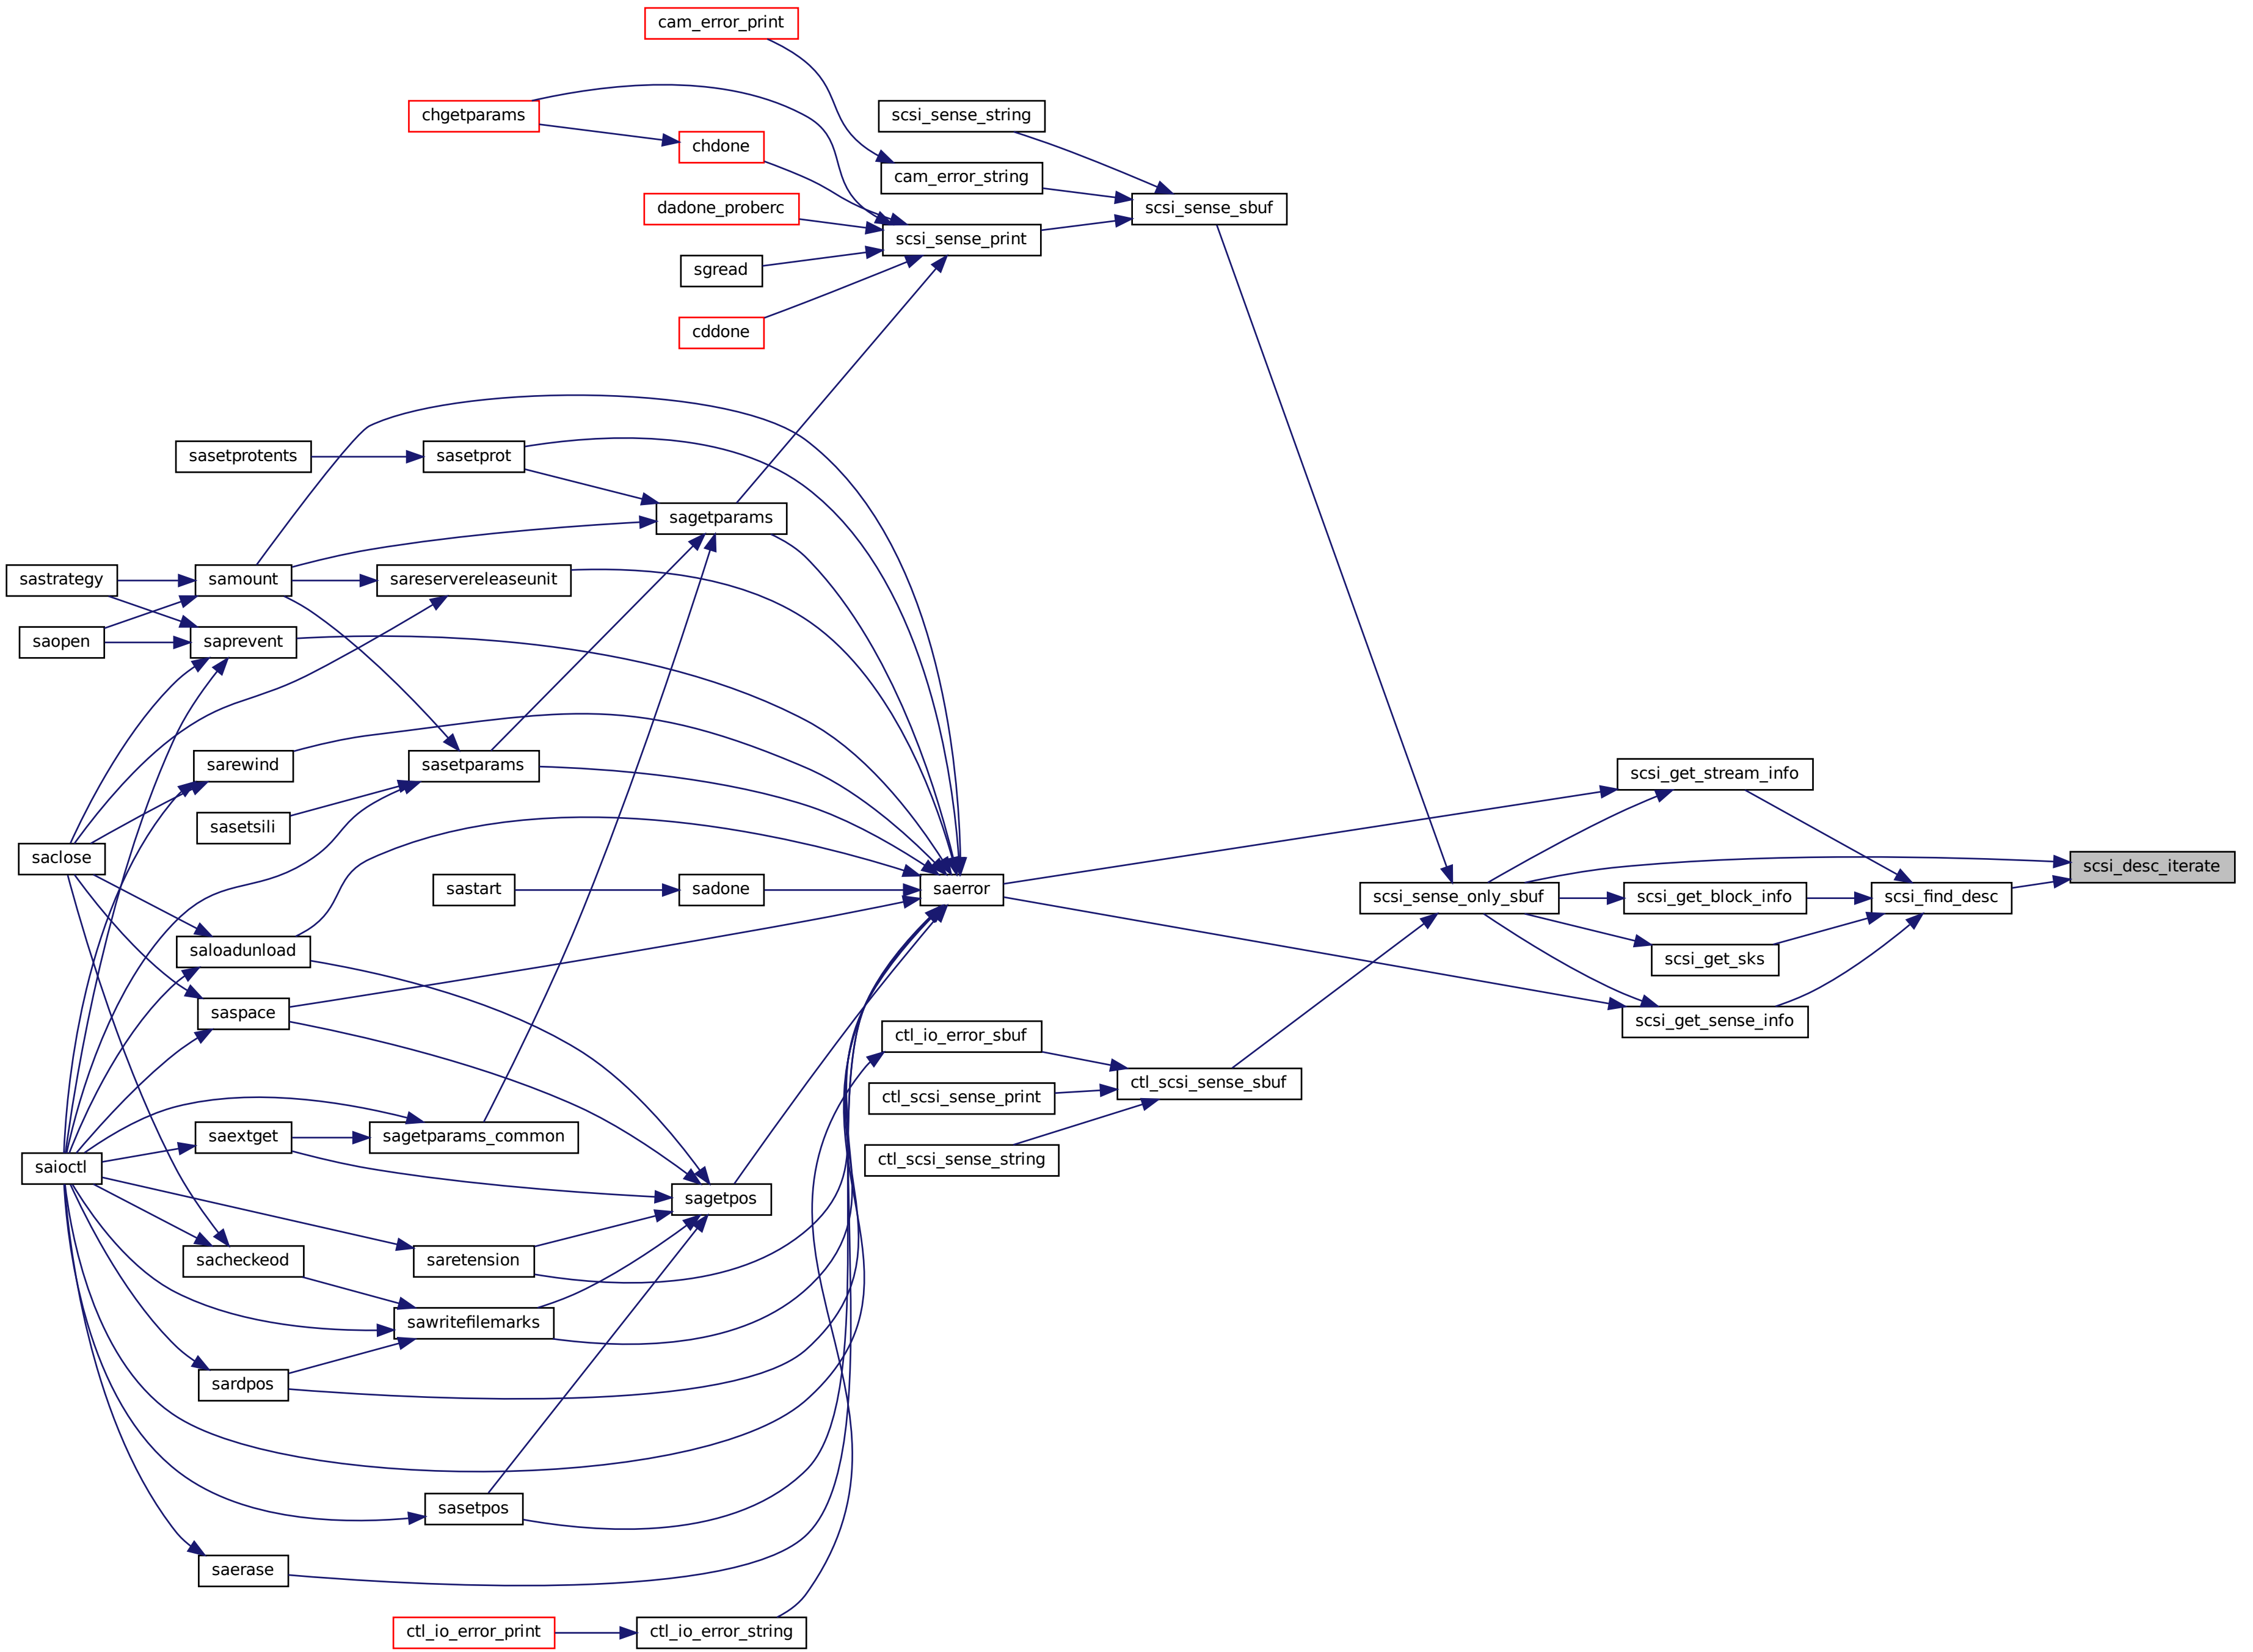 cam_error_print
scsi_sense_string
chgetparams
chdone
cam_error_string
dadone_proberc
scsi_sense_sbuf
scsi_sense_print
sgread
cddone
sasetprotents
sasetprot
sagetparams
sastrategy
samount
sareservereleaseunit
saopen
saprevent
sarewind
sasetparams
scsi_get_stream_info
sasetsili
saclose
scsi_desc_iterate
sastart
sadone
saerror
scsi_sense_only_sbuf
scsi_get_block_info
scsi_find_desc
saloadunload
scsi_get_sks
saspace
scsi_get_sense_info
ctl_io_error_sbuf
ctl_scsi_sense_sbuf
ctl_scsi_sense_print
saextget
sagetparams_common
ctl_scsi_sense_string
saioctl
sagetpos
sacheckeod
saretension
sawritefilemarks
sardpos
sasetpos
saerase
ctl_io_error_print
ctl_io_error_string